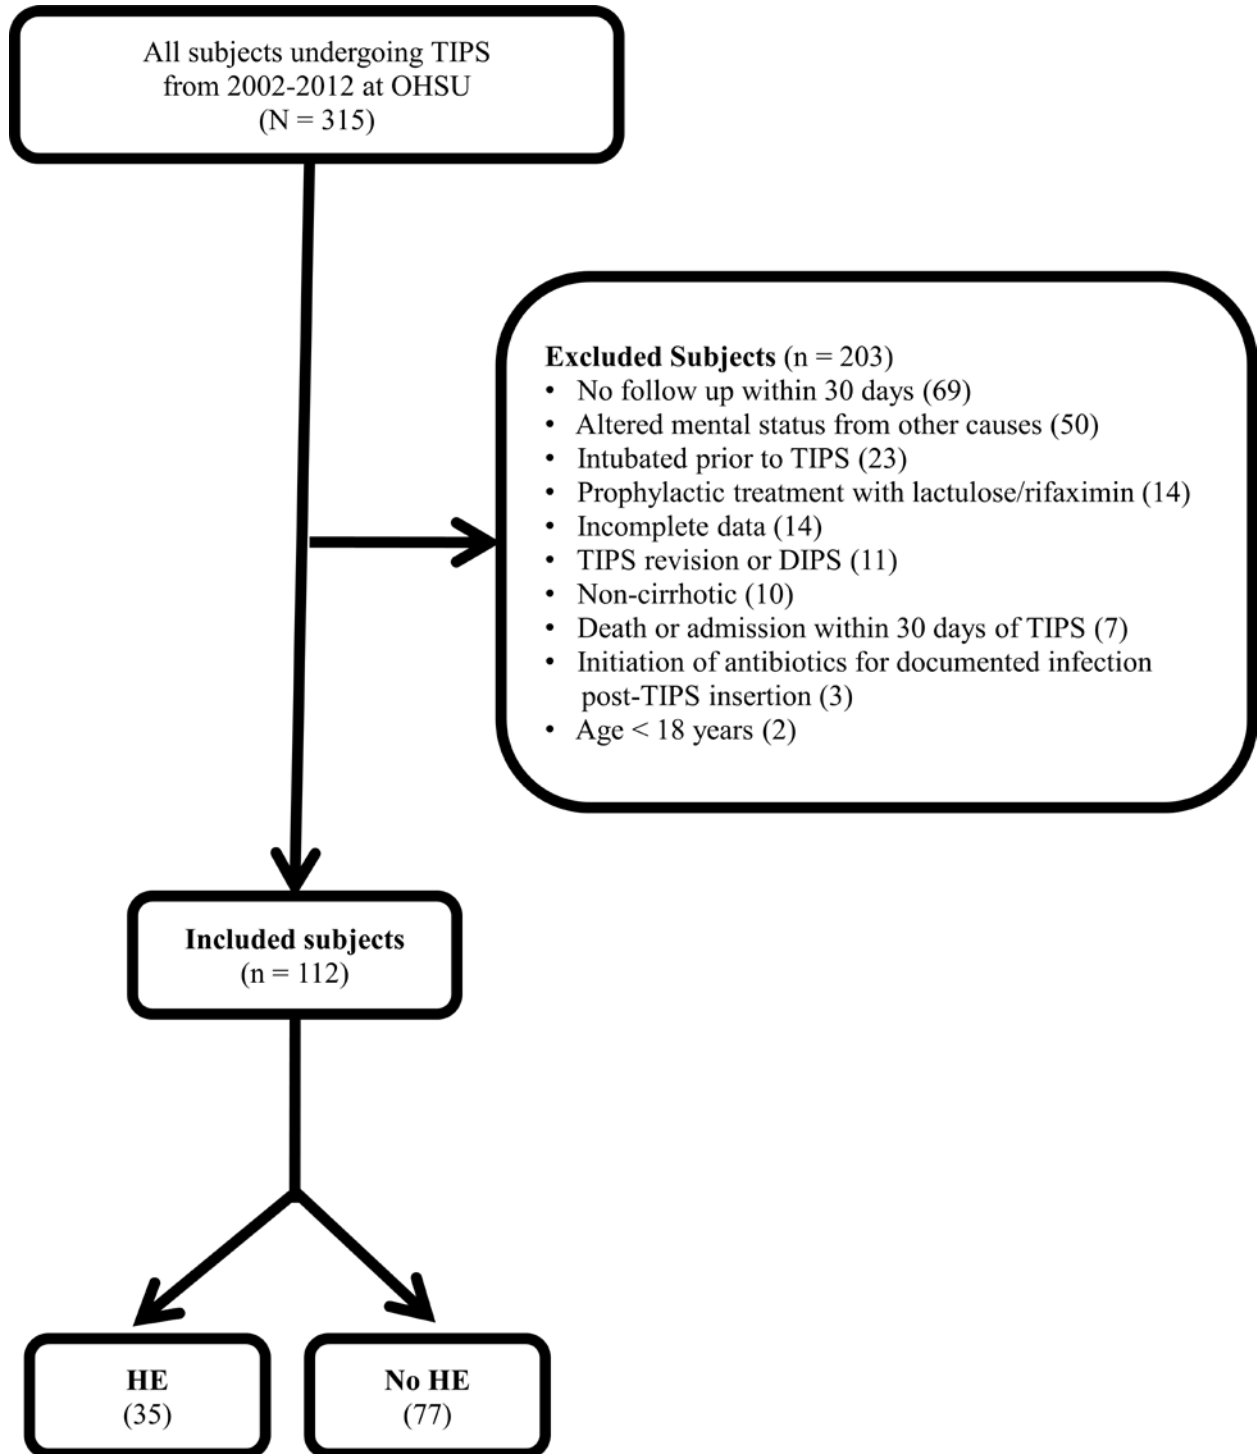 All subjects undergoing TIPS
from 2002-2012 at OHSU
(N = 315)
Excluded Subjects (n = 203)
• No follow up within 30 days (69)
• Altered mental status from other causes (50)
• Intubated prior to TIPS (23)
• Prophylactic treatment with lactulose/rifaximin (14)
• Incomplete data (14)
• TIPS revision or DIPS (11)
• Non-cirrhotic (10)
• Death or admission within 30 days of TIPS (7)
• Initiation of antibiotics for documented infection
post-TIPS insertion (3)
• Age < 18 years (2)
Included subjects
(n = 112)
HE
(35)
No HE
(77)